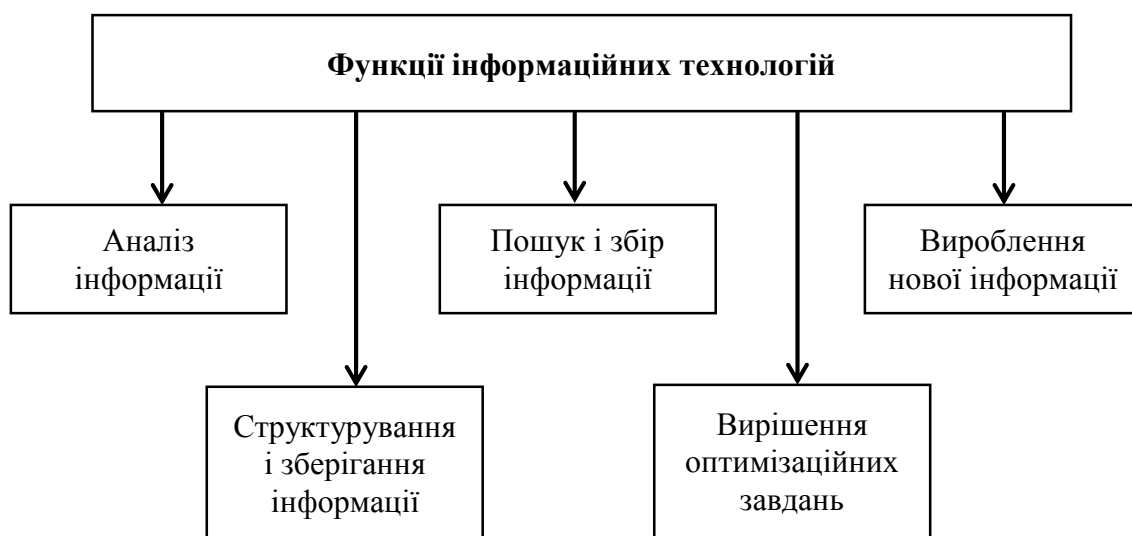 Функції інформаційних технологій
Аналіз
інформації
Пошук і збір
інформації
Вироблення
нової інформації
Структурування
і зберігання
інформації
Вирішення
оптимізаційних
завдань